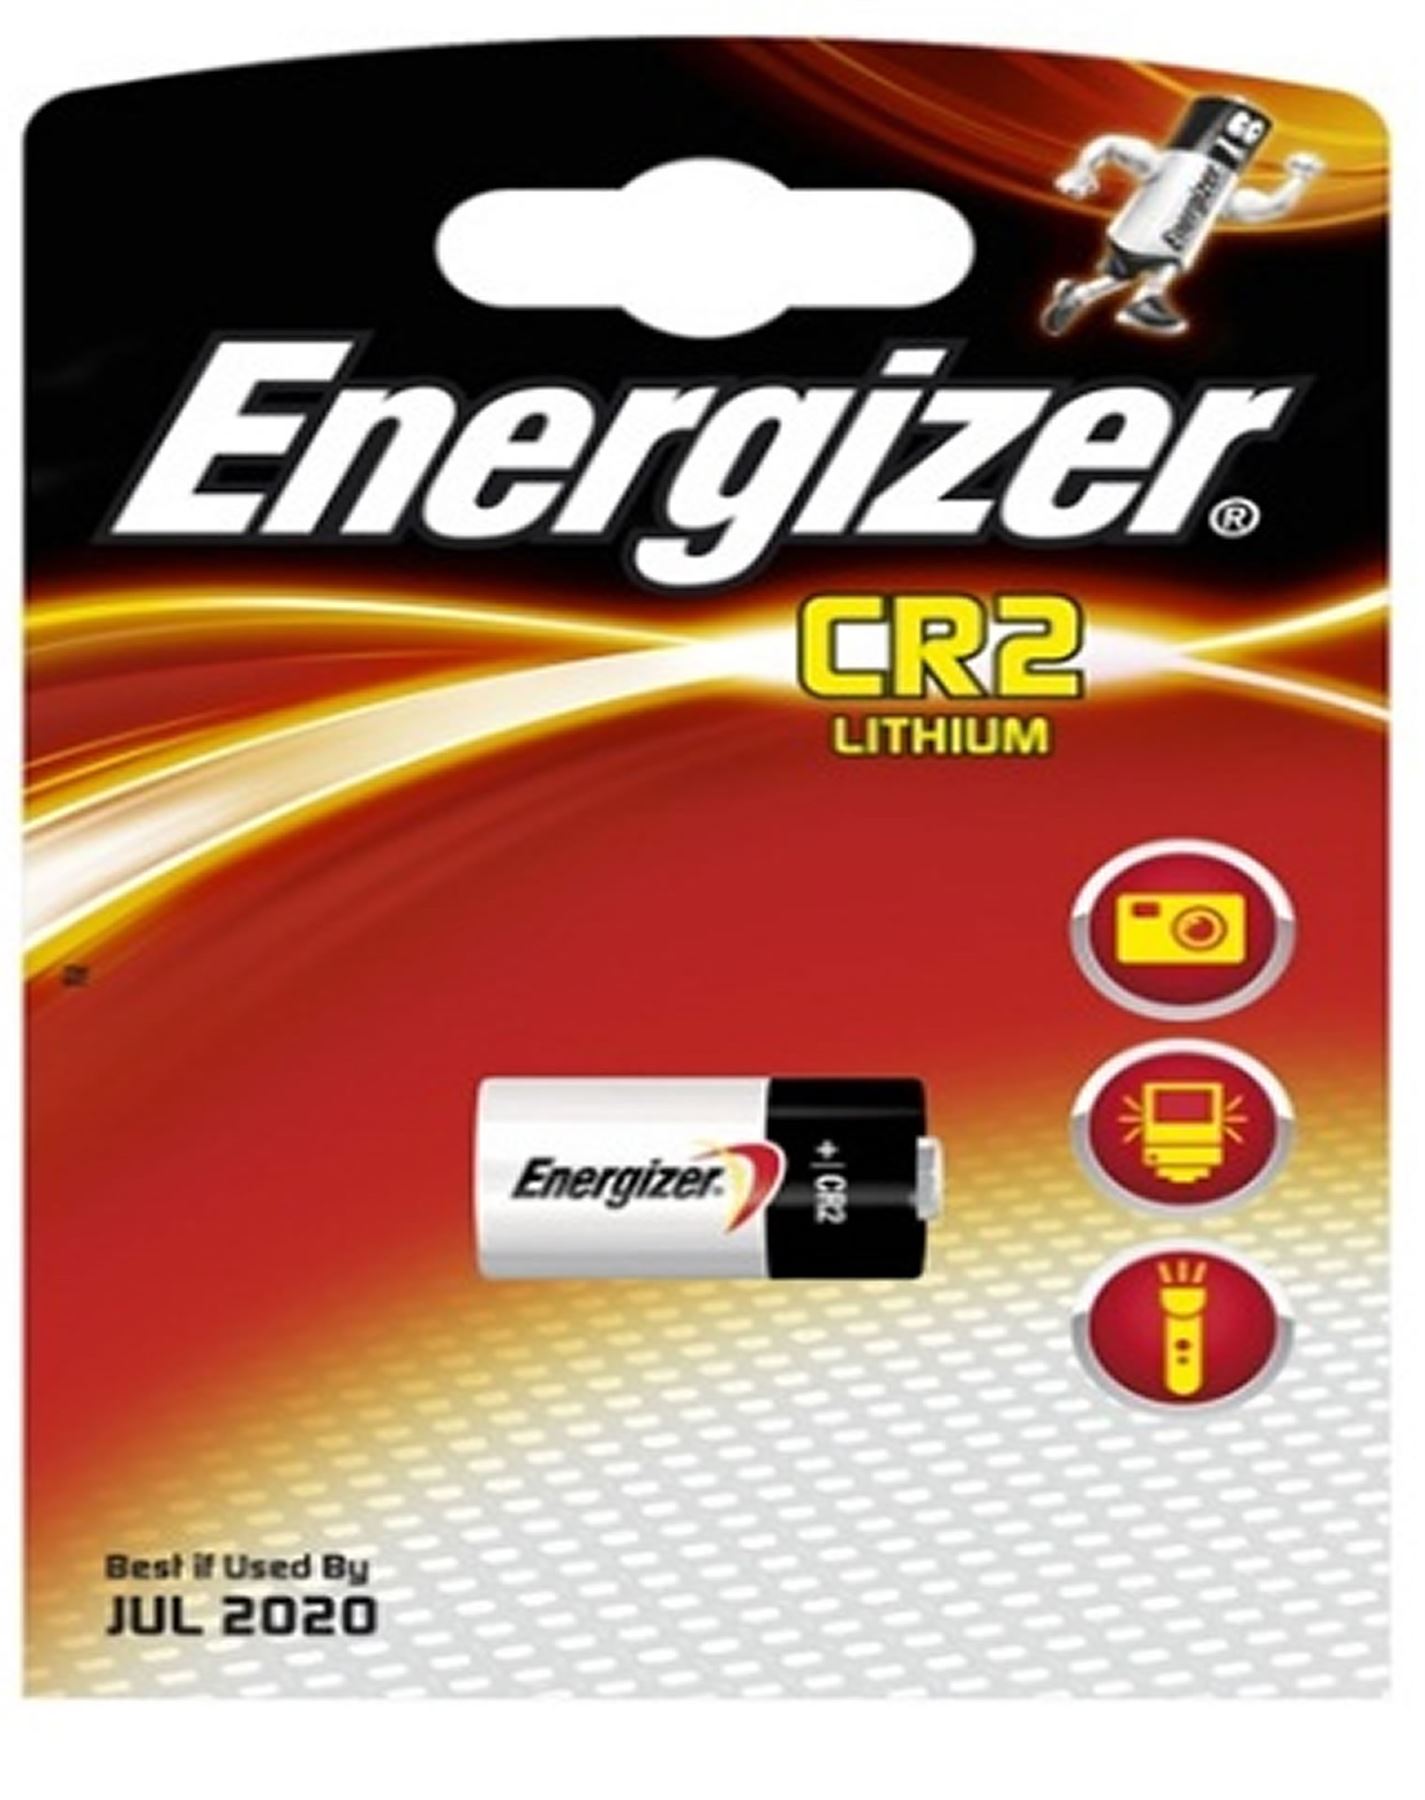 Energizer
Energizer®
CR2
LITHIUM
Energizer
+ | CR2
Best if Used By
JUL 2020